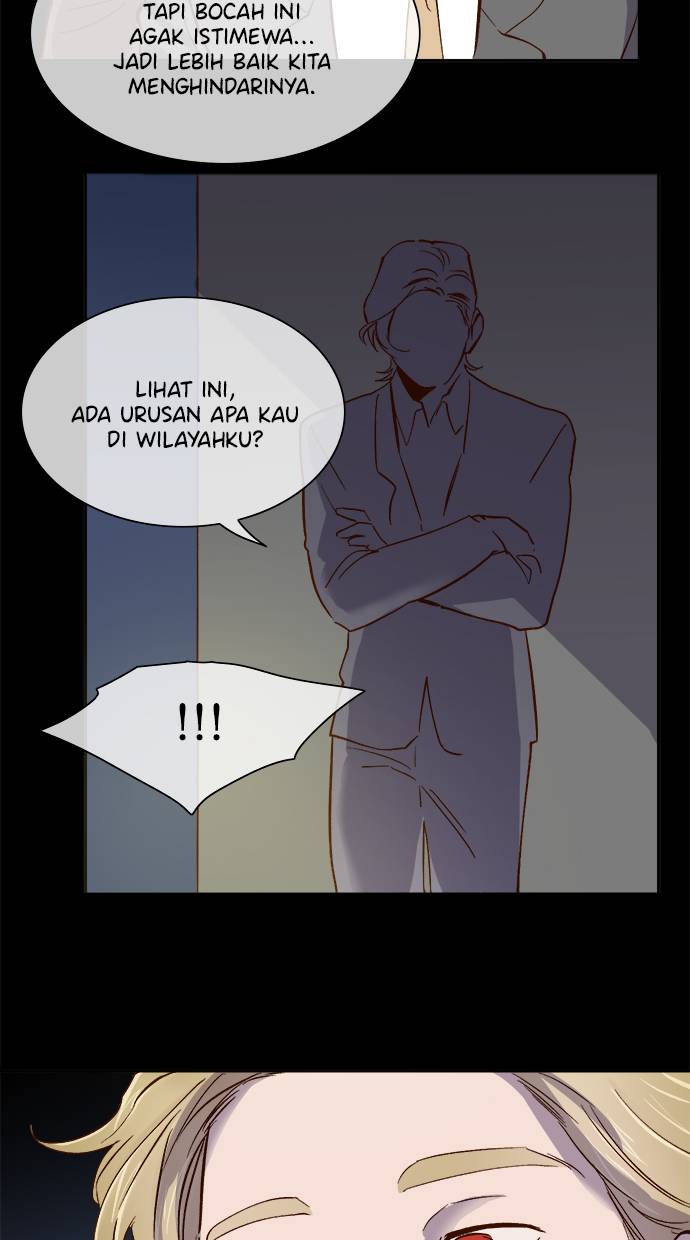 TAPI BOCAH INI
AGAK ISTIMEWA...
JADI LEBIH BAIK KITA
MENGHINDARINYA.
LIHAT INI,
ADA URUSAN APA KAU
DI WILAYAHKU?
!!!